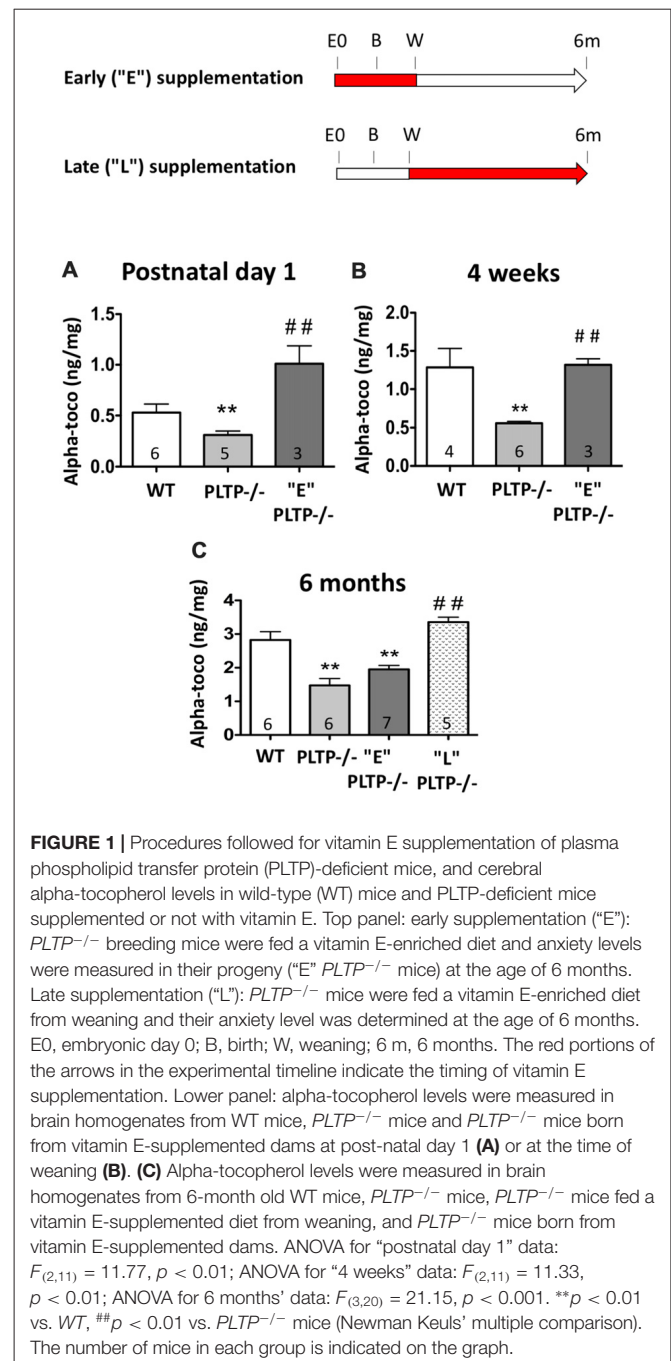 E0 B W 6m
Early ("E") supplementation
E0 B W 6m
Late ("L") supplementation
A Postnatal day 1
Alpha-toco (ng/mg)
1.5
1.0
0.5
0.0
**
##
6 5 3
WT PLTP-/- "E"
PLTP-/-
B 4 weeks
Alpha-toco (ng/mg)
2.0
1.5
1.0
0.5
0.0
**
##
4 6 3
WT PLTP-/- "E"
PLTP-/-
C
6 months
Alpha-toco (ng/mg)
4
3
2
1
0
** ** ##
6 6 7 5
WT PLTP-/- "E" "L"
PLTP-/- PLTP-/-
FIGURE 1 | Procedures followed for vitamin E supplementation of plasma
phospholipid transfer protein (PLTP)-deficient mice, and cerebral
alpha-tocopherol levels in wild-type (WT) mice and PLTP-deficient mice
supplemented or not with vitamin E. Top panel: early supplementation (“E”):
PLTP−/− breeding mice were fed a vitamin E-enriched diet and anxiety levels
were measured in their progeny (“E” PLTP−/− mice) at the age of 6 months.
Late supplementation (“L”): PLTP−/− mice were fed a vitamin E-enriched diet
from weaning and their anxiety level was determined at the age of 6 months.
E0, embryonic day 0; B, birth; W, weaning; 6 m, 6 months. The red portions of
the arrows in the experimental timeline indicate the timing of vitamin E
supplementation. Lower panel: alpha-tocopherol levels were measured in
brain homogenates from WT mice, PLTP−/− mice and PLTP−/− mice born
from vitamin E-supplemented dams at post-natal day 1 (A) or at the time of
weaning (B). (C) Alpha-tocopherol levels were measured in brain
homogenates from 6-month old WT mice, PLTP−/− mice, PLTP−/− mice fed a
vitamin E-supplemented diet from weaning, and PLTP−/− mice born from
vitamin E-supplemented dams. ANOVA for “postnatal day 1” data:
F(2,11) = 11.77, p < 0.01; ANOVA for “4 weeks” data: F(2,11) = 11.33,
p < 0.01; ANOVA for 6 months’ data: F(3,20) = 21.15, p < 0.001. **p < 0.01
vs. WT, ##p < 0.01 vs. PLTP−/− mice (Newman Keuls’ multiple comparison).
The number of mice in each group is indicated on the graph.